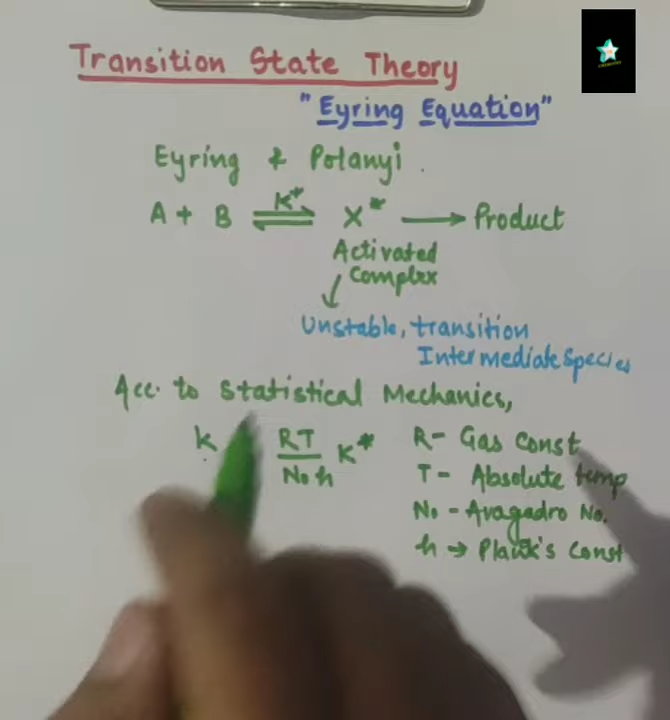 Transition State Theory
"Eyring Equation"
Eyring & Polanyi.
K*
A + B ⇌ X* → Product
Activated
Complex
Unstable, transition
Intermediate Species
Acc. to Statistical Mechanics,
k RT/N₀h K*
R- Gas Const
T- Absolute temp
N₀ - Avagadro No.
h → Plank's Const